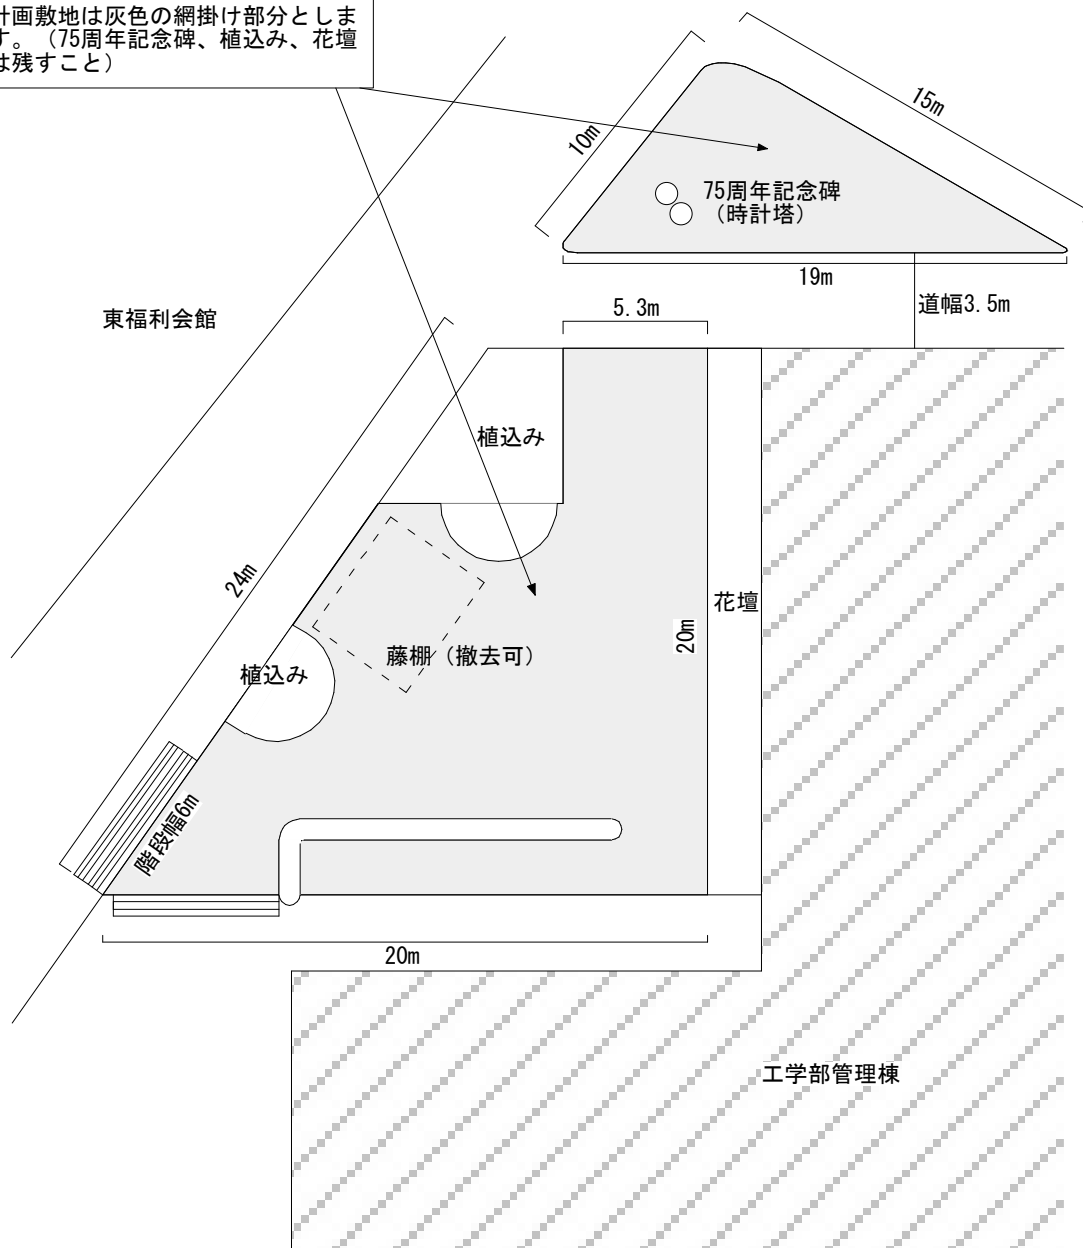 計画敷地は灰色の網掛け部分としま
す。（75周年記念碑、植込み、花壇
は残すこと）
15m
10m
75周年記念碑
（時計塔）
19m
道幅3.5m
5.3m
東福利会館
植込み
24m
花壇
20m
藤棚（撤去可）
植込み
階段幅6m
20m
工学部管理棟